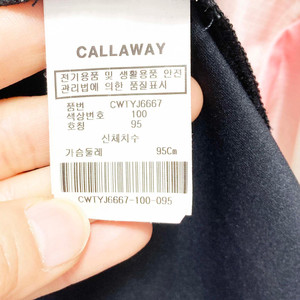 CALLAWAY
전기용품 및 생활용품 안전
관리법에 의한 품질표시
품번 CWTYJ6667
색상번호 100
호칭 95
신체치수
가슴둘레 95Cm
CWTYJ6667-100-095